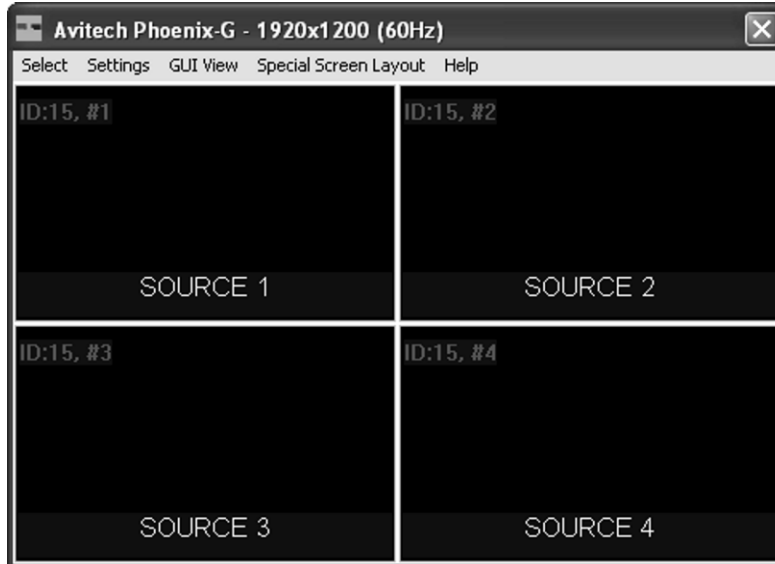 Avitech Phoenix-G - 1920x1200 (60Hz)
Select Settings GUI View Special Screen Layout Help
ID:15, #1
ID:15, #2
SOURCE 1
SOURCE 2
ID:15, #3
ID:15, #4
SOURCE 3
SOURCE 4